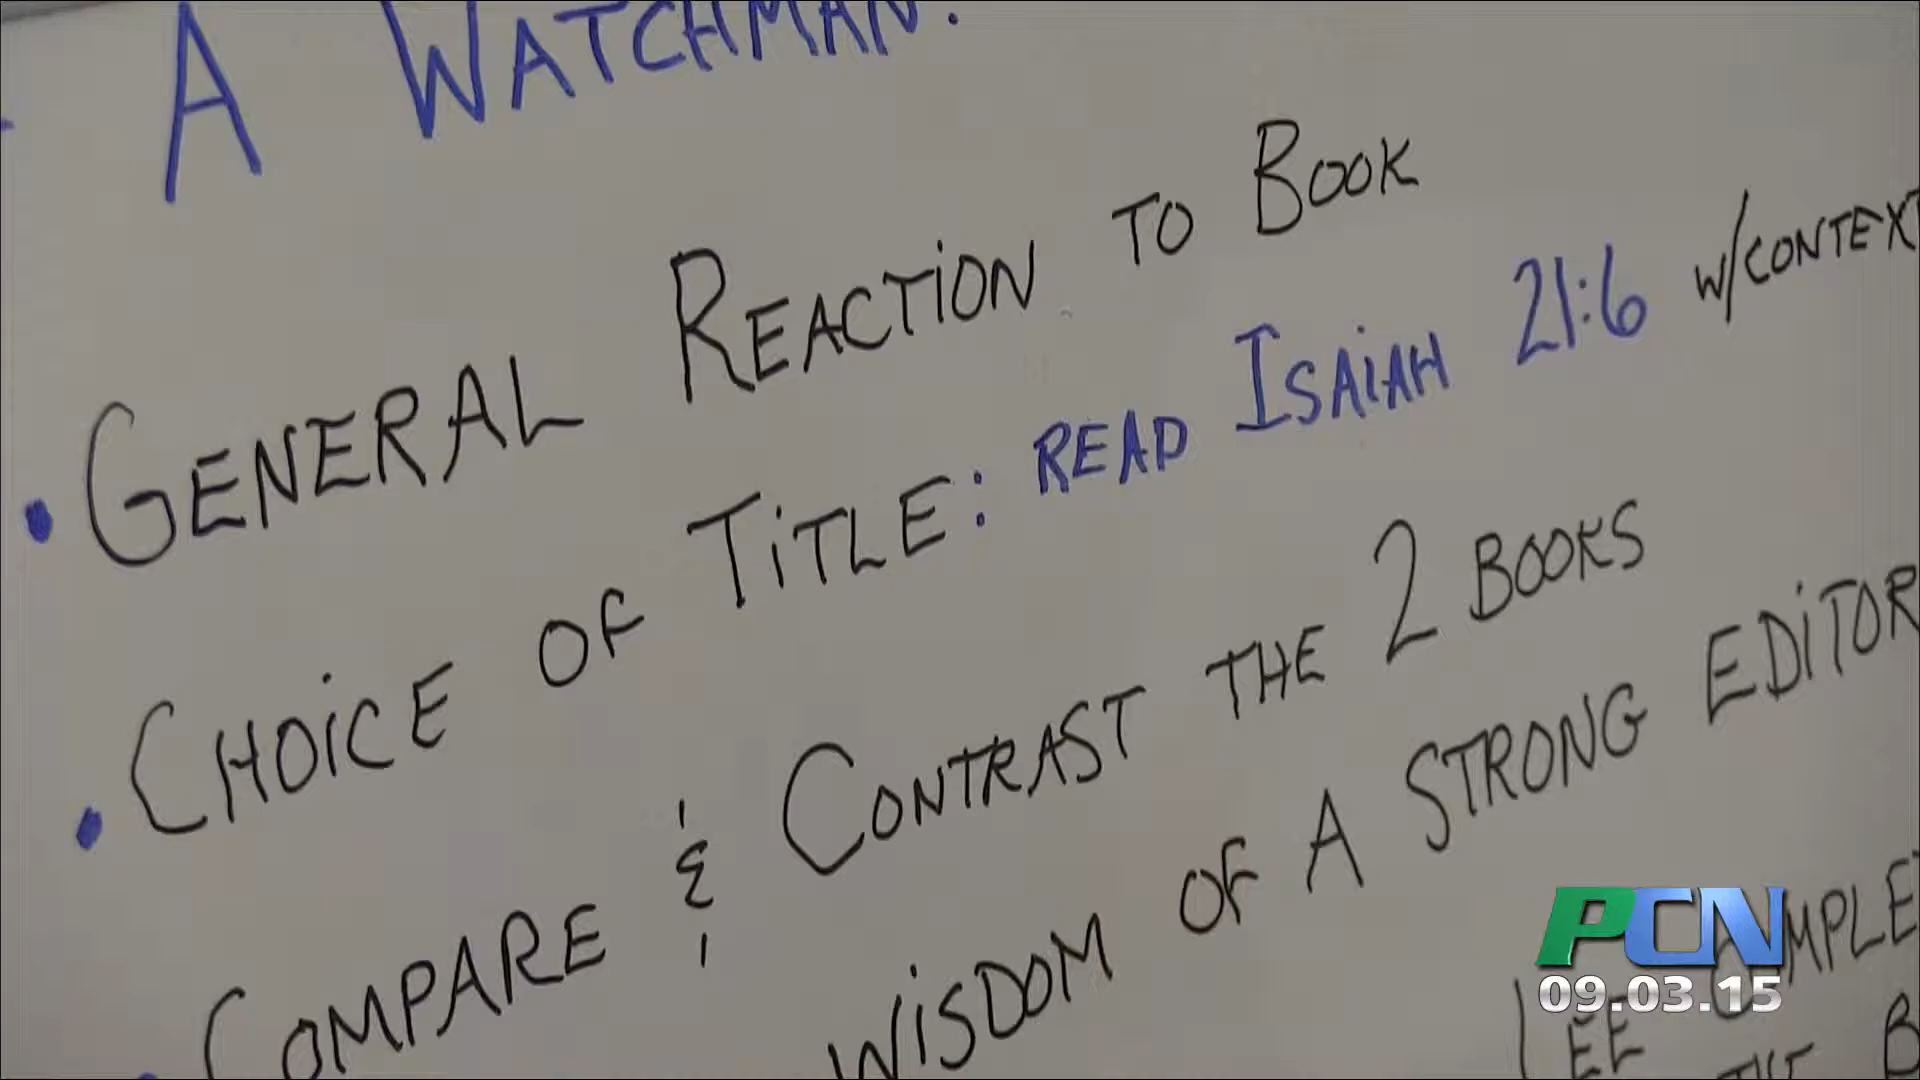 A WATCHMAN:
• GENERAL REACTION TO BOOK
• CHOICE OF TITLE: READ ISAIAH 21:6 w/CONTEXT
COMPARE & CONTRAST THE 2 BOOKS
WISDOM OF A STRONG EDITOR
LEE
PCN
09.03.15